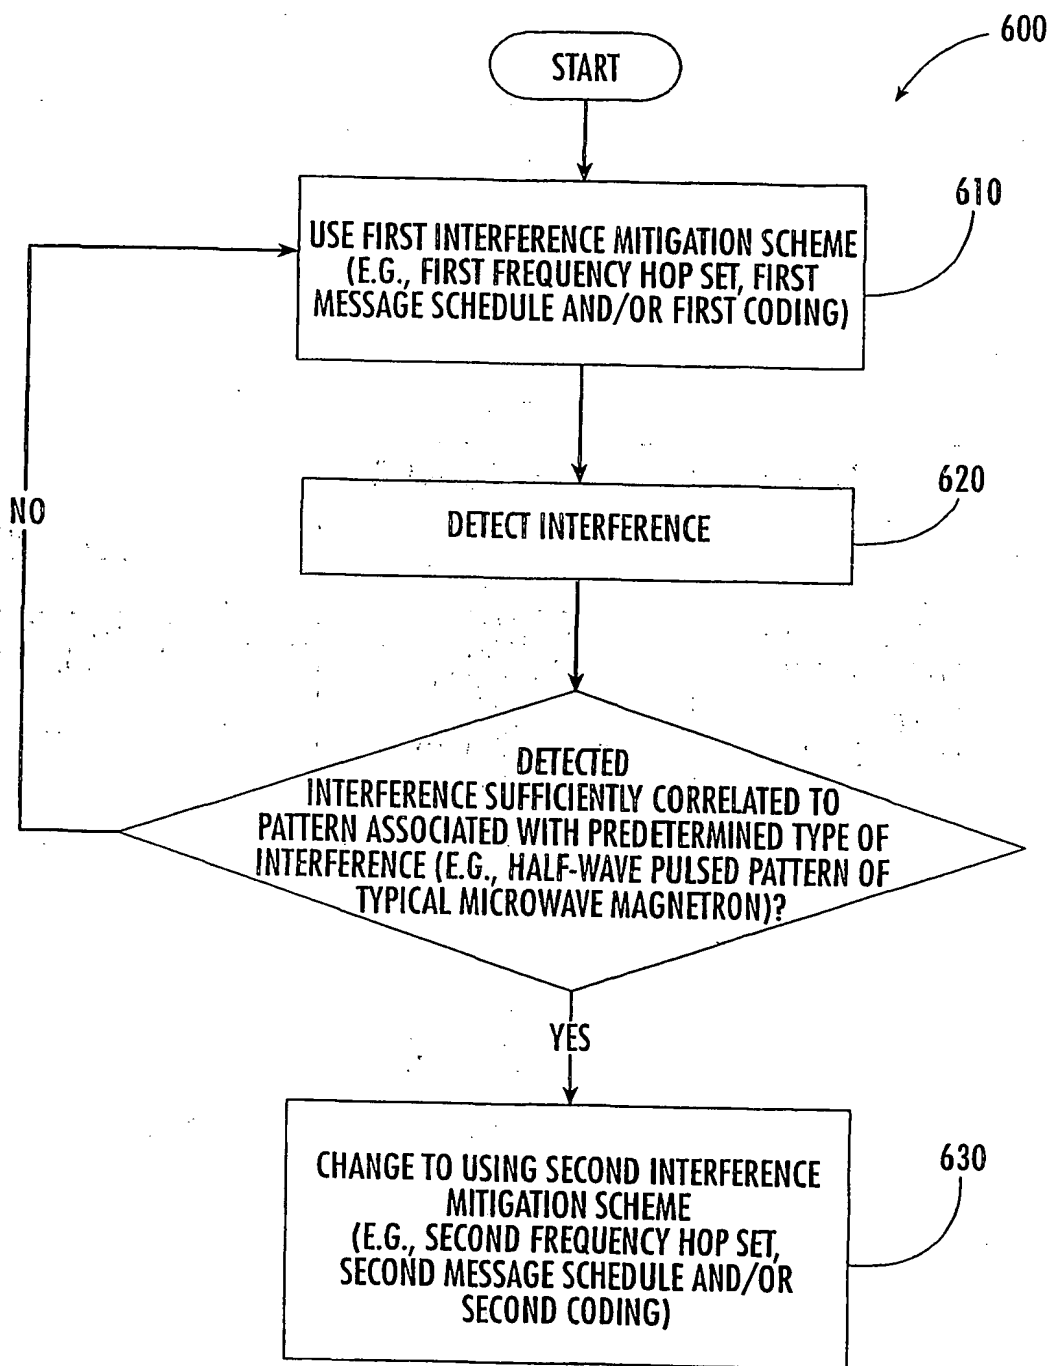 600
START
610
USE FIRST INTERFERENCE MITIGATION SCHEME
(E.G., FIRST FREQUENCY HOP SET, FIRST
MESSAGE SCHEDULE AND/OR FIRST CODING)
620
NO
DETECT INTERFERENCE
DETECTED
INTERFERENCE SUFFICIENTLY CORRELATED TO
PATTERN ASSOCIATED WITH PREDETERMINED TYPE OF
INTERFERENCE (E.G., HALF-WAVE PULSED PATTERN OF
TYPICAL MICROWAVE MAGNETRON)?
YES
630
CHANGE TO USING SECOND INTERFERENCE
MITIGATION SCHEME
(E.G., SECOND FREQUENCY HOP SET,
SECOND MESSAGE SCHEDULE AND/OR
SECOND CODING)